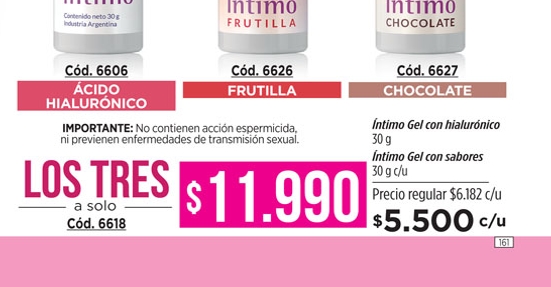 Contenido neto 30 g
Industria Argentina
Íntimo
FRUTILLA
Íntimo
CHOCOLATE
Cód. 6606
Cód. 6626
Cód. 6627
ÁCIDO
HIALURÓNICO
FRUTILLA
CHOCOLATE
IMPORTANTE: No contienen acción espermicida,
ni previenen enfermedades de transmisión sexual.
LOS TRES
a solo
Cód. 6618
$11.990
Íntimo Gel con hialurónico
30 g
Íntimo Gel con sabores
30 g c/u
Precio regular $6.182 c/u
$5.500 c/u
161